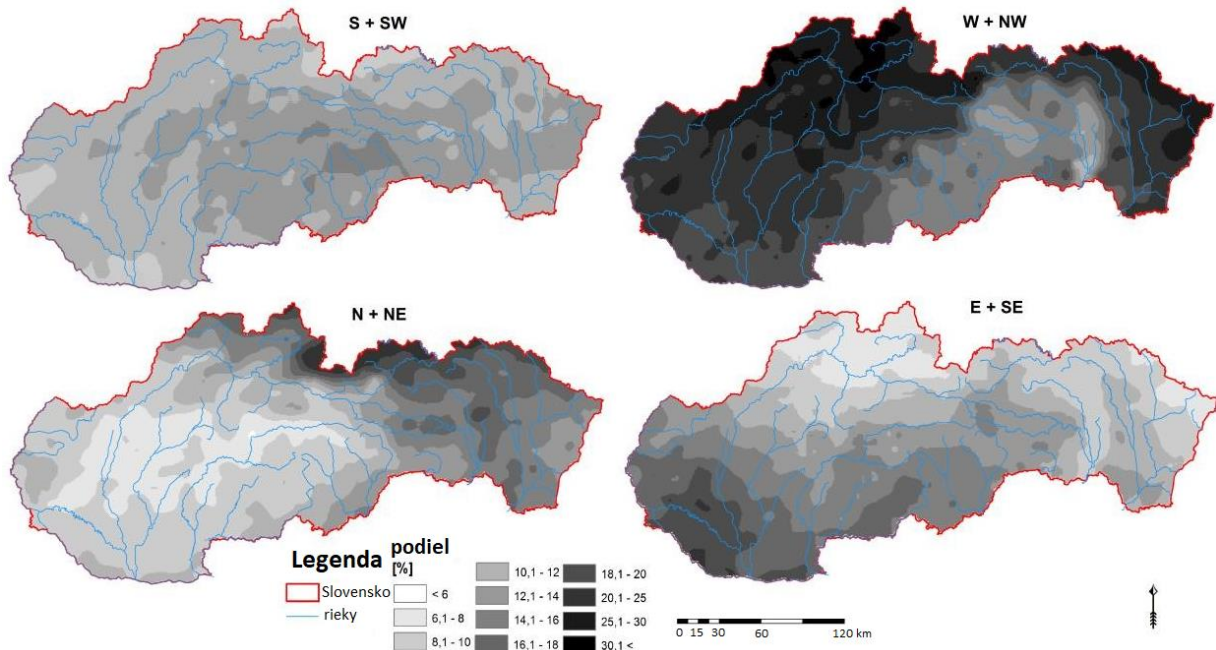 S + SW
W + NW
N + NE
E + SE
Legenda
podiel
[%]
Slovensko
rieky
< 6
6,1 - 8
8,1 - 10
10,1 - 12
12,1 - 14
14,1 - 16
16,1 - 18
18,1 - 20
20,1 - 25
25,1 - 30
30,1 <
0 15 30 60 120 km